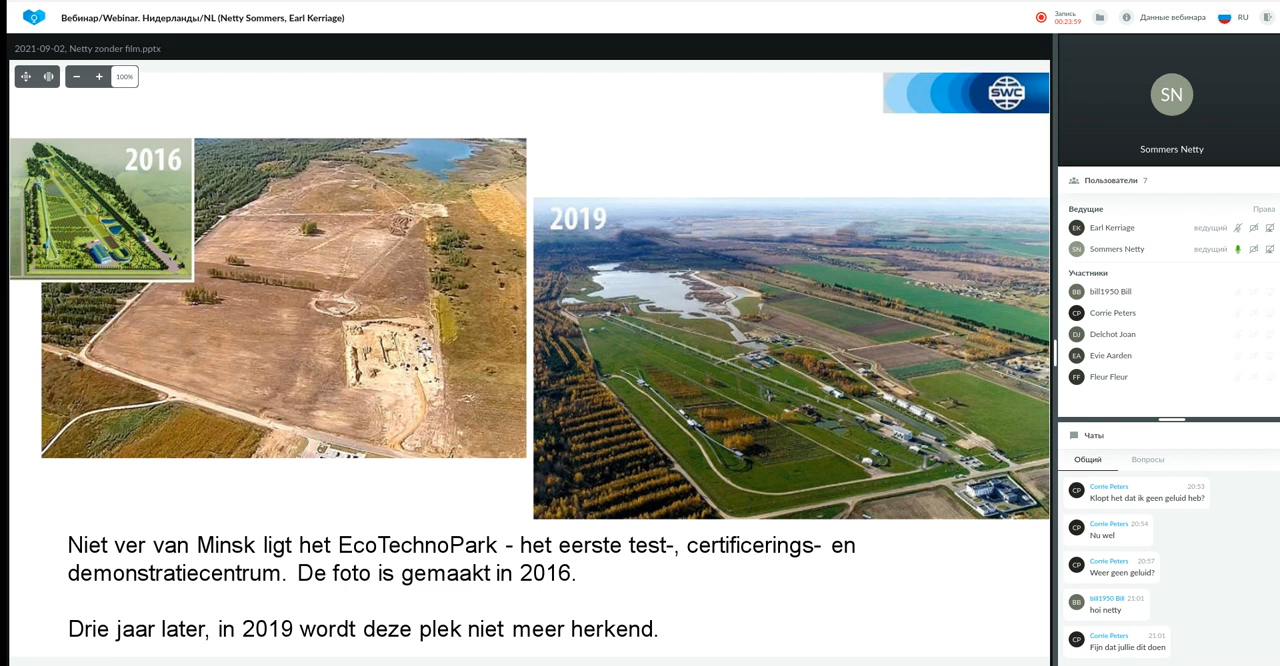 Вебинар/Webinar. Нидерланды/NL (Netty Sommers, Earl Kerriage)
Запись
00:23:59
Данные вебинара
RU
2021-09-02, Netty zonder film.pptx
100%
SWC
2016
2019
Niet ver van Minsk ligt het EcoTechnoPark - het eerste test-, certificerings- en
demonstratiecentrum. De foto is gemaakt in 2016.
Drie jaar later, in 2019 wordt deze plek niet meer herkend.
SN
Sommers Netty
Пользователи 7
Ведущие Права
EK Earl Kerriage ведущий
SN Sommers Netty ведущий
Участники
BB bill1950 Bill
CP Corrie Peters
DJ Delchot Joan
EA Evie Aarden
FF Fleur Fleur
Чаты
Общий Вопросы
CP Corrie Peters 20:53
Klopt het dat ik geen geluid heb?
CP Corrie Peters 20:54
Nu wel
CP Corrie Peters 20:57
Weer geen geluid?
BB bill1950 Bill 21:01
hoi netty
CP Corrie Peters 21:01
Fijn dat jullie dit doen